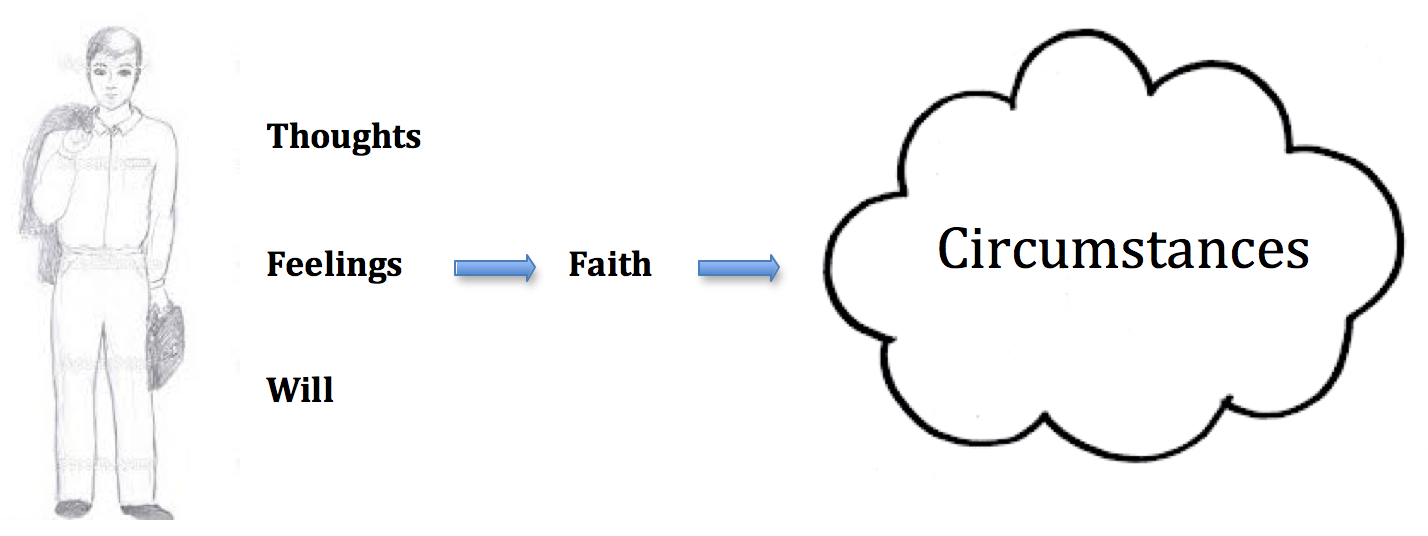 Thoughts
Feelings
Faith
Circumstances
Will